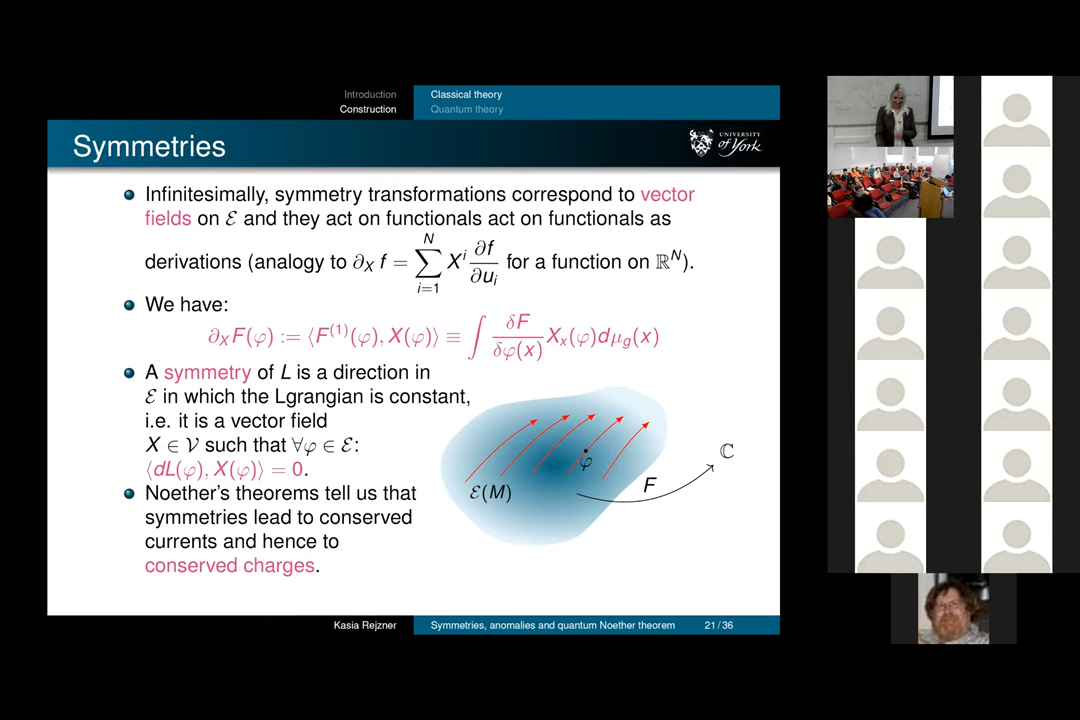 Introduction
Construction
Classical theory
Quantum theory
Symmetries
UNIVERSITY
of York
Infinitesimally, symmetry transformations correspond to vector
fields on ℰ and they act on functionals act on functionals as
derivations (analogy to ∂_X f = ∑_{i=1}^{N} X^i ∂f/∂u_i for a function on ℝ^N).
We have:
∂_X F(φ) := ⟨F^{(1)}(φ), X(φ)⟩ ≡ ∫ δF/δφ(x) X_x(φ)dμ_g(x)
A symmetry of L is a direction in
ℰ in which the Lgrangian is constant,
i.e. it is a vector field
X ∈ 𝒱 such that ∀φ ∈ ℰ:
⟨dL(φ), X(φ)⟩ = 0.
Noether's theorems tell us that
symmetries lead to conserved
currents and hence to
conserved charges.
φ
ℰ(M)
F
ℂ
Kasia Rejzner
Symmetries, anomalies and quantum Noether theorem
21 / 36